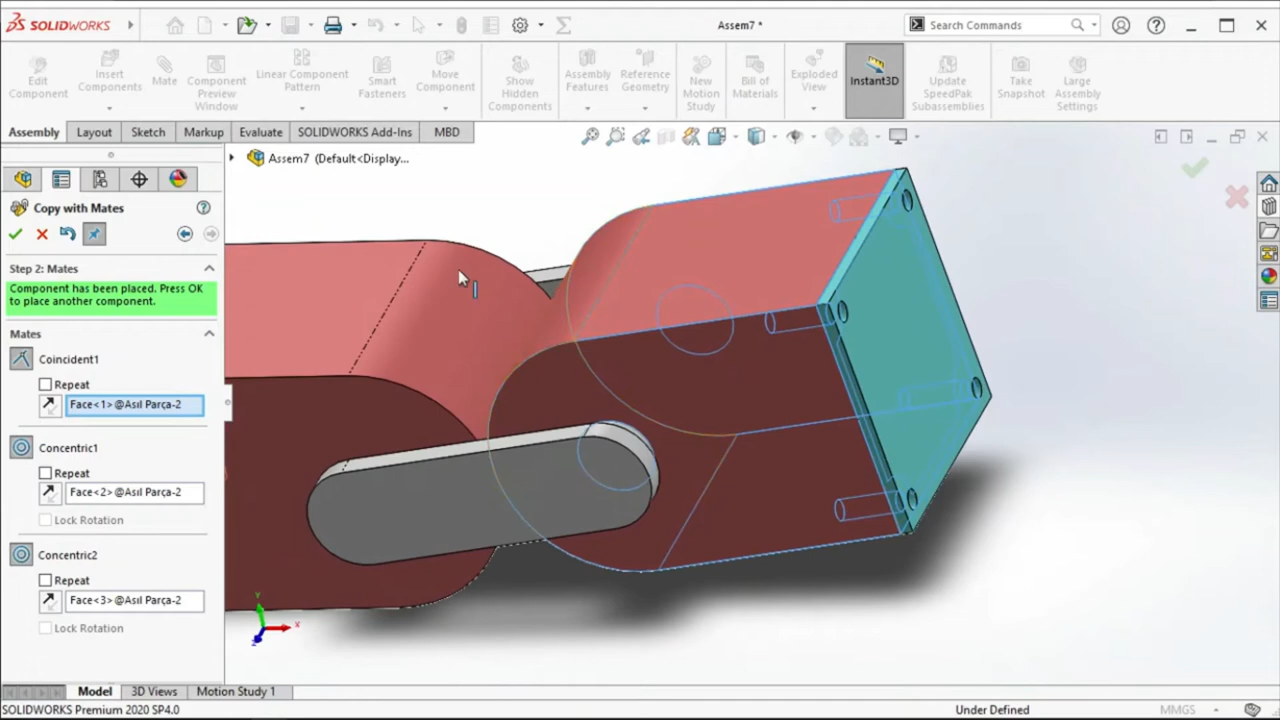 SOLIDWORKS
Assem7 *
Search Commands
Edit
Component
Insert
Components
Mate
Component
Preview
Window
Linear Component
Pattern
Smart
Fasteners
Move
Component
Show
Hidden
Components
Assembly
Features
Reference
Geometry
New
Motion
Study
Bill of
Materials
Exploded
View
Instant3D
Update
SpeedPak
Subassemblies
Take
Snapshot
Large
Assembly
Settings
Assembly
Layout
Sketch
Markup
Evaluate
SOLIDWORKS Add-Ins
MBD
Assem7 (Default<Display...
Copy with Mates
Step 2: Mates
Component has been placed. Press OK
to place another component.
Mates
Coincident1
Repeat
Face<1> @Asıl Parça-2
Concentric1
Repeat
Face<2> @Asıl Parça-2
Lock Rotation
Concentric2
Repeat
Face<3> @Asıl Parça-2
Lock Rotation
Y
X
Z
Model
3D Views
Motion Study 1
SOLIDWORKS Premium 2020 SP4.0
Under Defined
MMGS